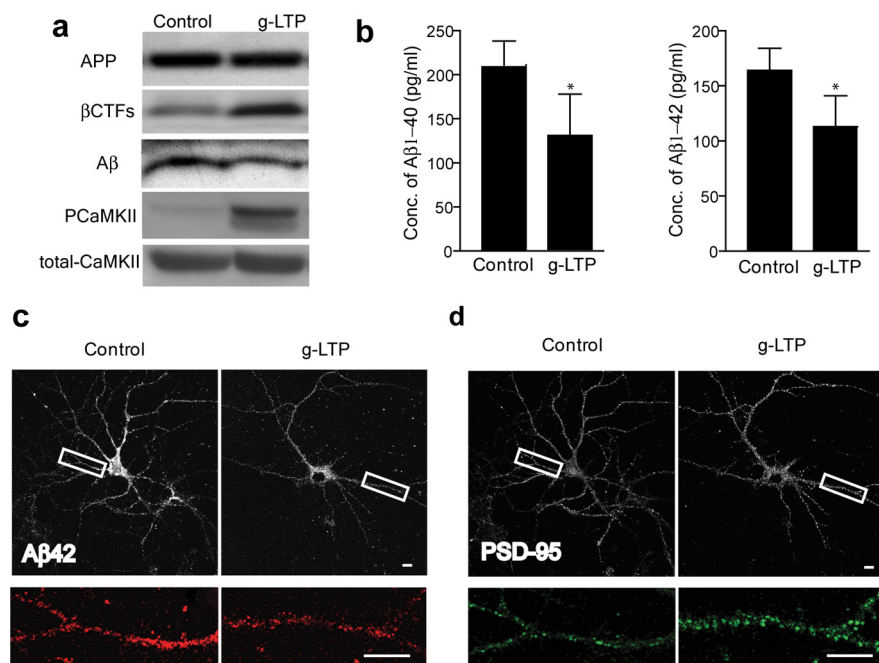 a
Control g-LTP
APP
βCTFs
Aβ
PCaMKII
total-CaMKII
b
Conc. of Aβ1–40 (pg/ml)
250
200
150
100
50
0
*
Control g-LTP
Conc. of Aβ1–42 (pg/ml)
200
150
100
50
0
*
Control g-LTP
c
Control g-LTP
Aβ42
d
Control g-LTP
PSD-95